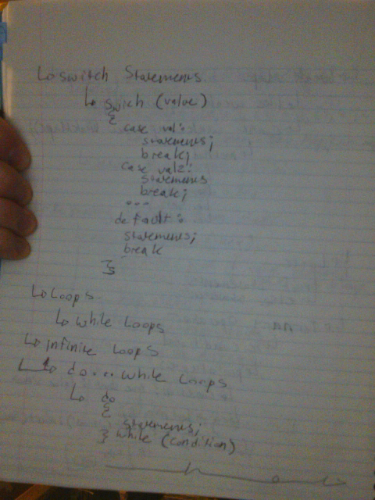 ↳ switch Statements
↳ swich (value)
{
case val1:
statements;
break;
case val2:
statements
break;
...
default:
statements;
break
}
↳ Loops
↳ while Loops
↳ infinite Loops
↳ do...while Loops
↳ do
{
statements;
} while (condition)